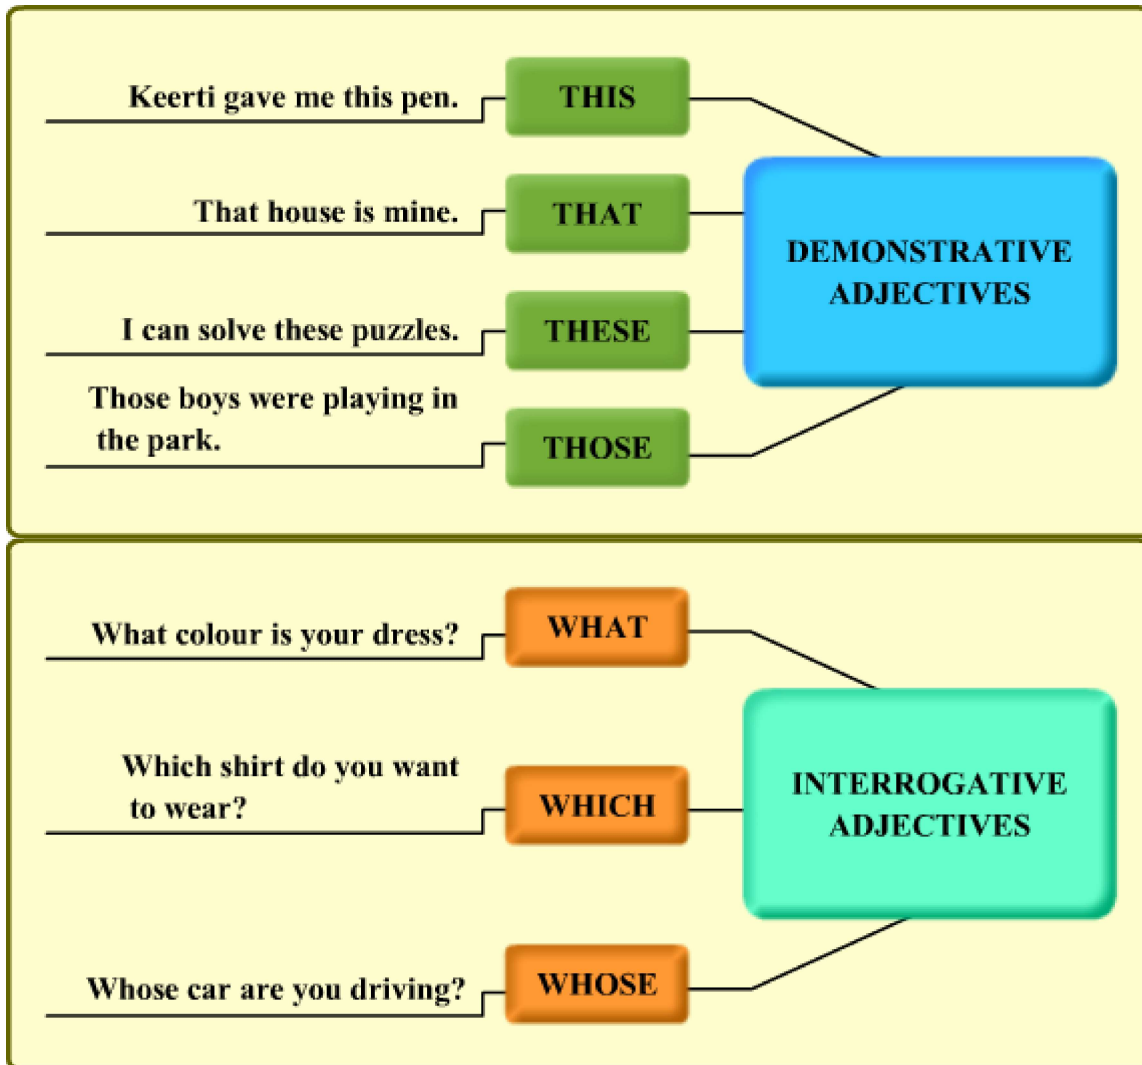 Keerti gave me this pen.
THIS
That house is mine.
THAT
DEMONSTRATIVE
ADJECTIVES
I can solve these puzzles.
THESE
Those boys were playing in
the park.
THOSE
What colour is your dress?
WHAT
Which shirt do you want
to wear?
WHICH
INTERROGATIVE
ADJECTIVES
Whose car are you driving?
WHOSE